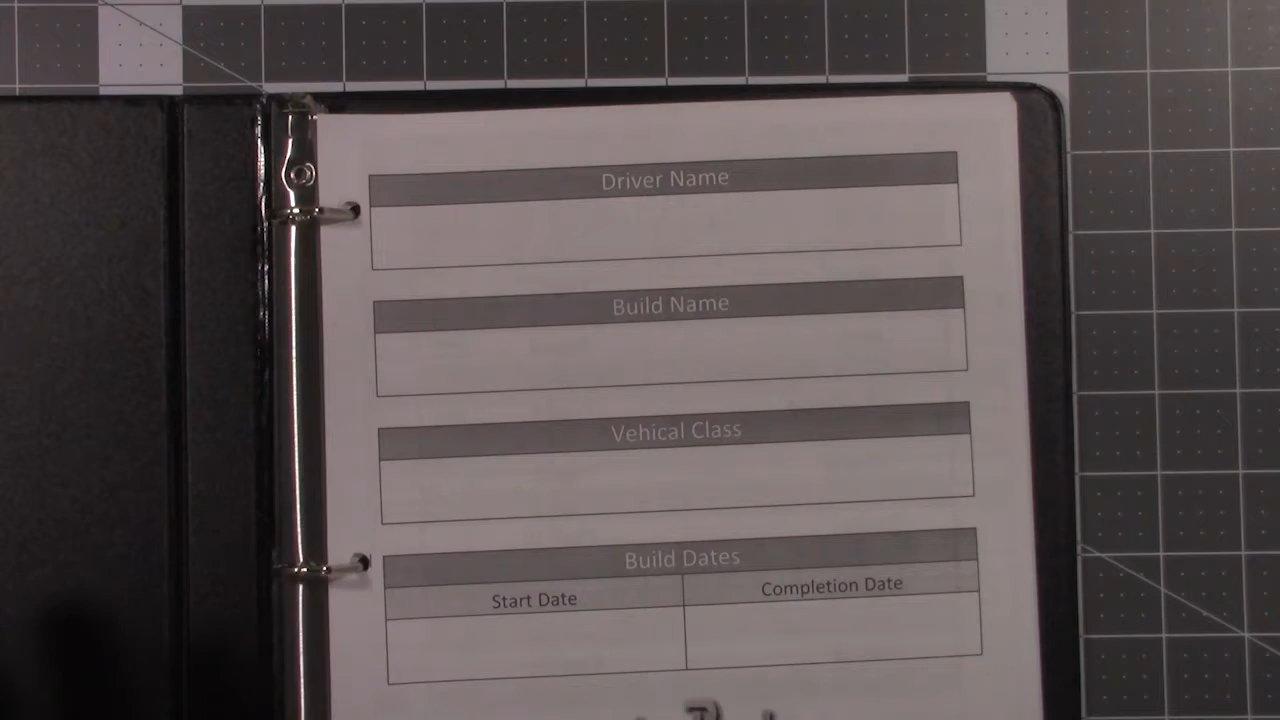 Driver Name
Build Name
Vehical Class
Build Dates
Start Date Completion Date